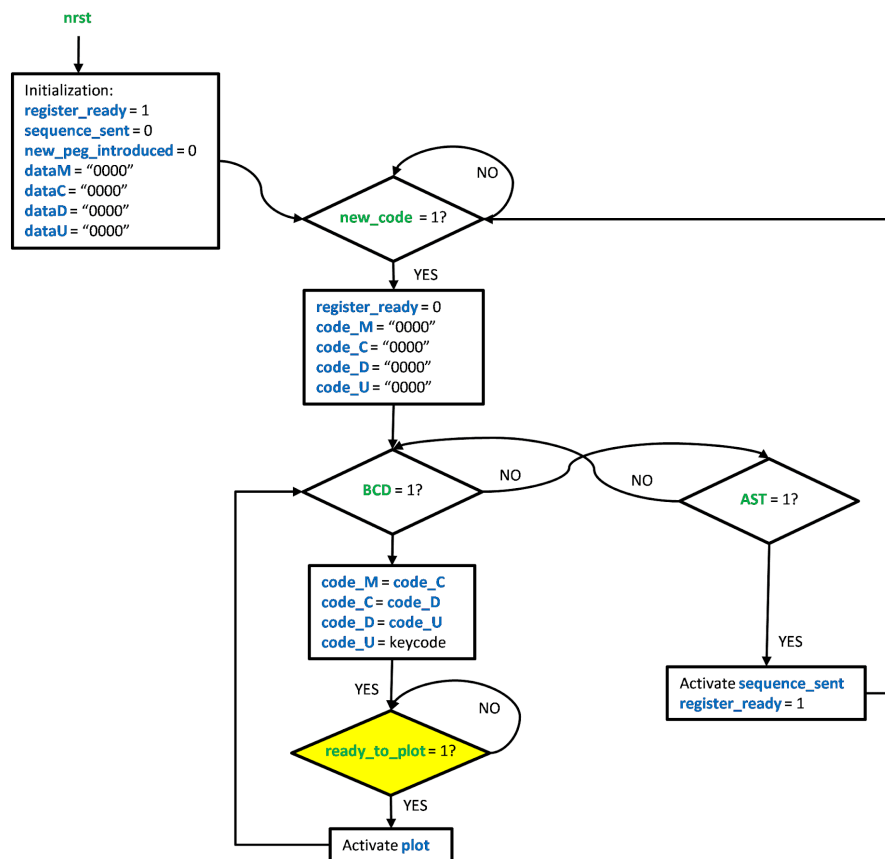 nrst
Initialization:
register_ready = 1
sequence_sent = 0
new_peg_introduced = 0
dataM = “0000”
dataC = “0000”
dataD = “0000”
dataU = “0000”
NO
new_code = 1?
YES
register_ready = 0
code_M = “0000”
code_C = “0000”
code_D = “0000”
code_U = “0000”
BCD = 1?
NO
NO
AST = 1?
code_M = code_C
code_C = code_D
code_D = code_U
code_U = keycode
YES
Activate sequence_sent
register_ready = 1
YES
NO
ready_to_plot = 1?
YES
Activate plot